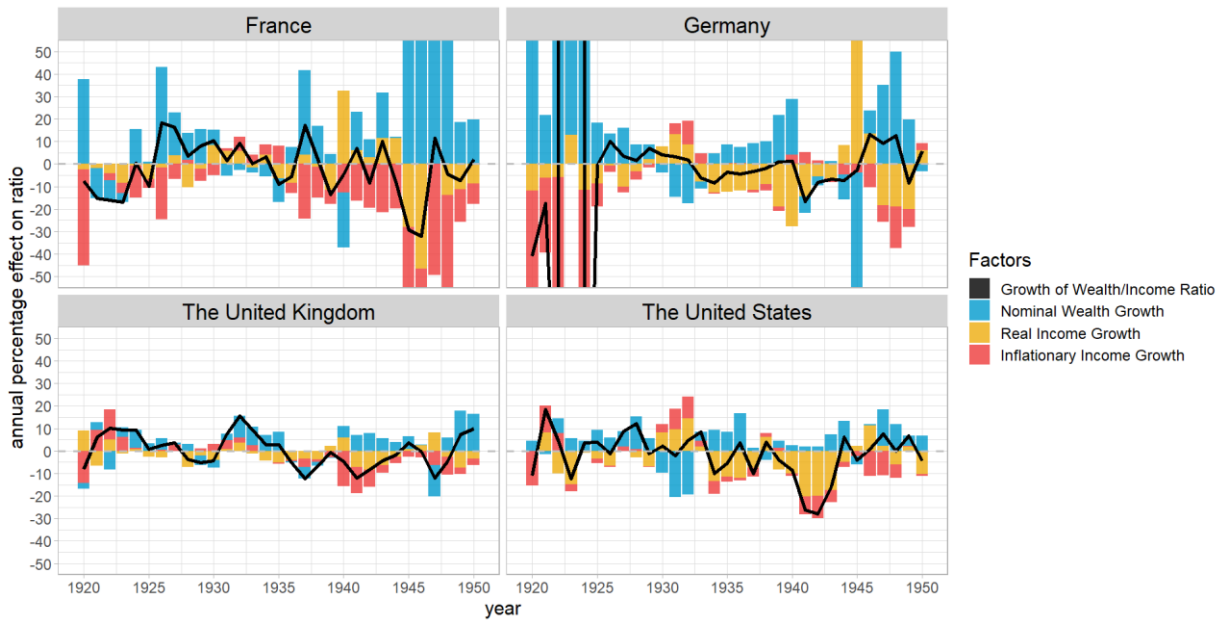 France
Germany
50
40
30
20
10
0
-10
-20
-30
-40
-50
The United Kingdom
The United States
50
40
30
20
10
0
-10
-20
-30
-40
-50
annual percentage effect on ratio
1920 1925 1930 1935 1940 1945 1950
1920 1925 1930 1935 1940 1945 1950
year
Factors
Growth of Wealth/Income Ratio
Nominal Wealth Growth
Real Income Growth
Inflationary Income Growth